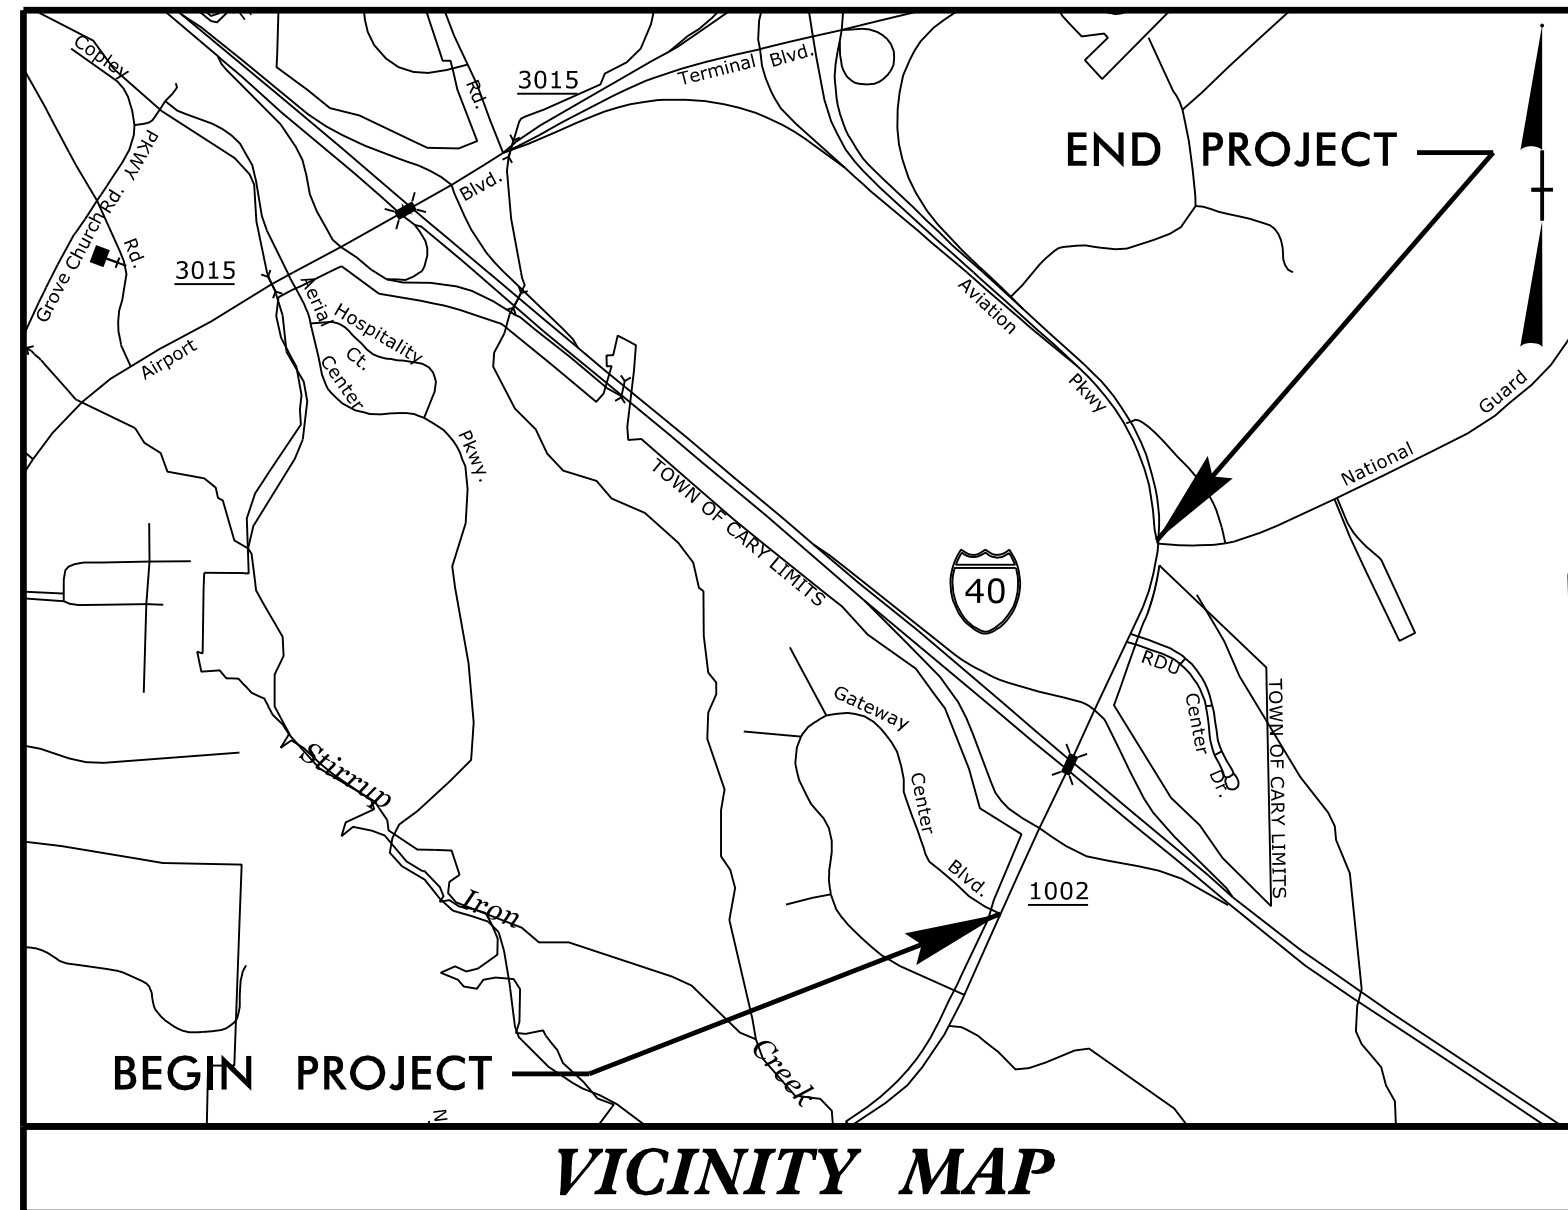 Copley
Rd.
3015
Terminal Blvd.
END PROJECT
PKWY
Blvd.
Grove Church Rd.
Rd.
3015
Aerial
Hospitality
Ct.
Center
Airport
Aviation
Pkwy
Pkwy.
Guard
National
TOWN OF CARY LIMITS
40
RDU
Center
Dr.
TOWN OF CARY LIMITS
Gateway
Center
Blvd.
Stirrup
Iron
1002
BEGIN PROJECT
Creek
N
VICINITY MAP